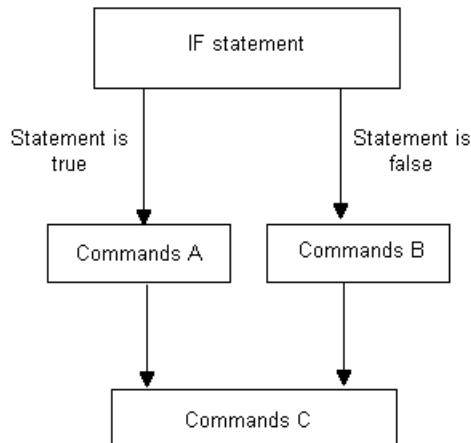 IF statement
Statement is
true
Statement is
false
Commands A
Commands B
Commands C